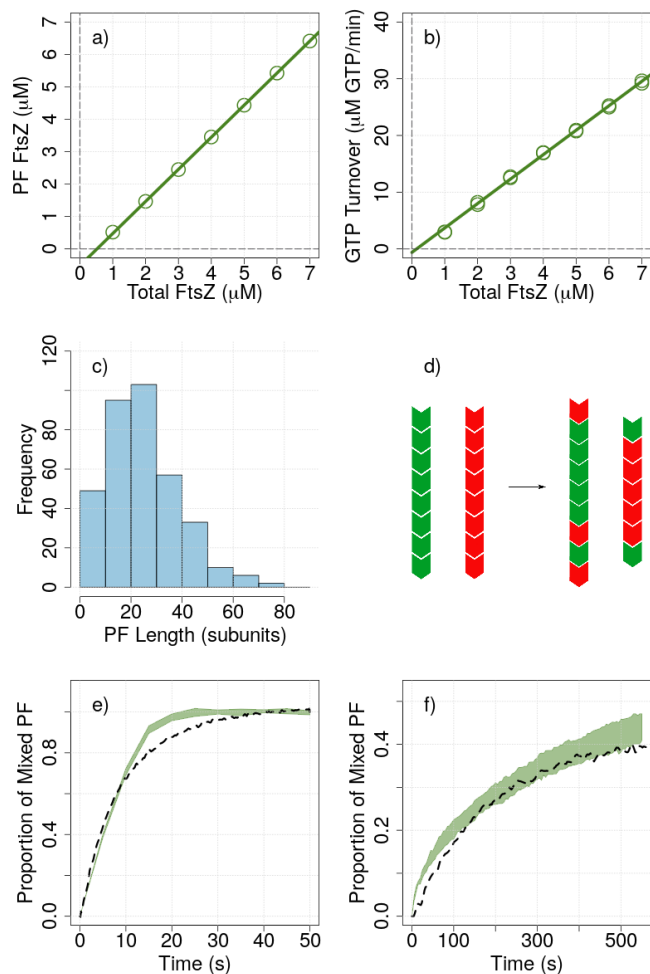 a)
PF FtsZ (μM)
0 1 2 3 4 5 6 7
0 1 2 3 4 5 6 7
Total FtsZ (μM)
b)
GTP Turnover (μM GTP/min)
0 10 20 30 40
0 1 2 3 4 5 6 7
Total FtsZ (μM)
c)
Frequency
0 20 40 60 80 120
0 20 40 60 80
PF Length (subunits)
d)
e)
Proportion of Mixed PF
0.0 0.4 0.8
0 10 20 30 40 50
Time (s)
f)
Proportion of Mixed PF
0.0 0.2 0.4
0 100 300 500
Time (s)